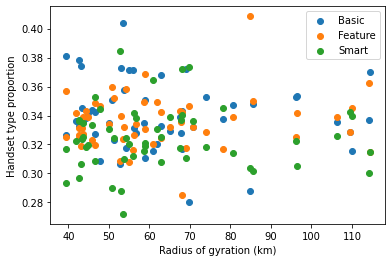 Basic
Feature
Smart
Handset type proportion
0.40
0.38
0.36
0.34
0.32
0.30
0.28
40 50 60 70 80 90 100 110
Radius of gyration (km)